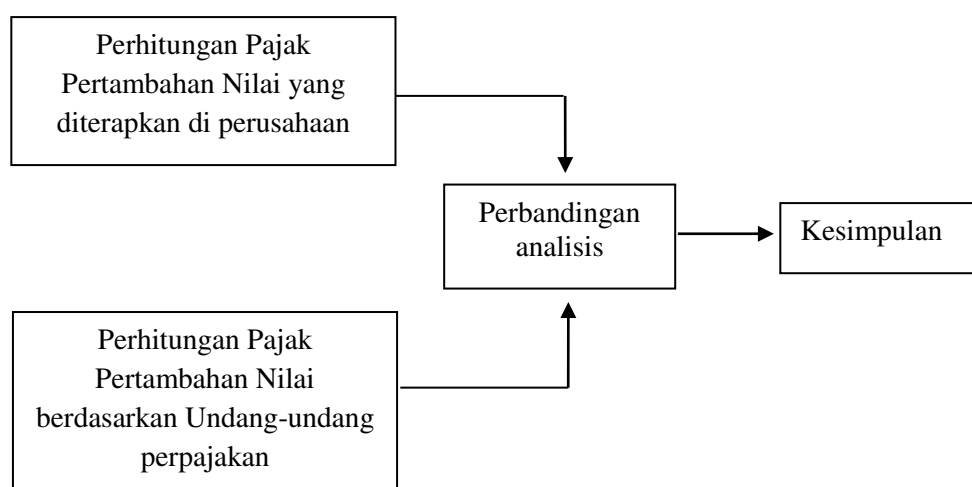 Perhitungan Pajak
Pertambahan Nilai yang
diterapkan di perusahaan
Perbandingan
analisis
Kesimpulan
Perhitungan Pajak
Pertambahan Nilai
berdasarkan Undang-undang
perpajakan